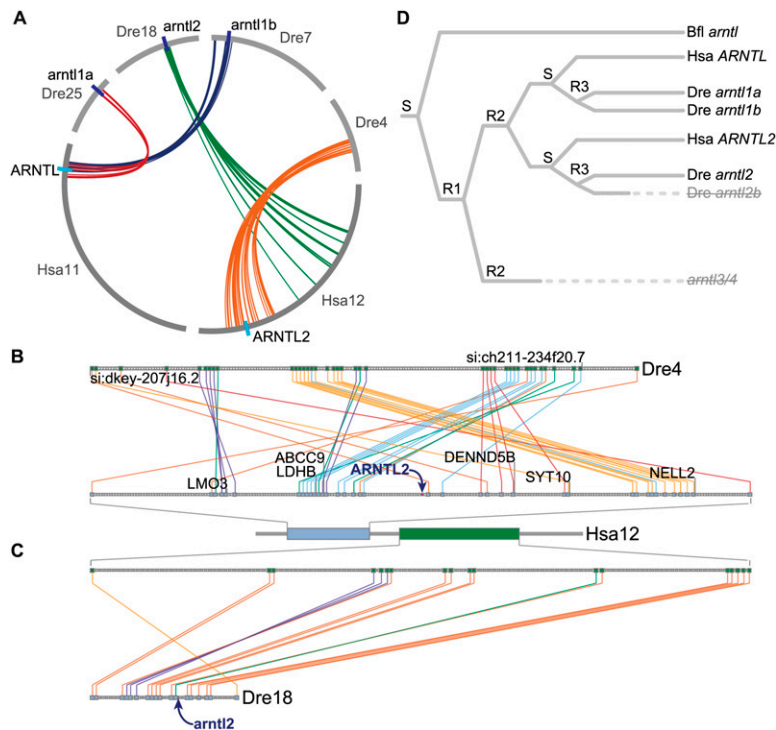 A
Dre18
arntl2
arntl1b
Dre7
arntl1a
Dre25
Dre4
ARNTL
Hsa11
Hsa12
ARNTL2
D
Bfl arntl
Hsa ARNTL
S
R3
Dre arntl1a
Dre arntl1b
R2
S
Hsa ARNTL2
S
R3
Dre arntl2
Dre arntl2b
R1
R2
arntl3/4
B
si:ch211-234f20.7
Dre4
si:dkey-207j16.2
ABCC9
LDHB
DENND5B
ARNTL2
LMO3
SYT10
NELL2
Hsa12
C
Dre18
arntl2